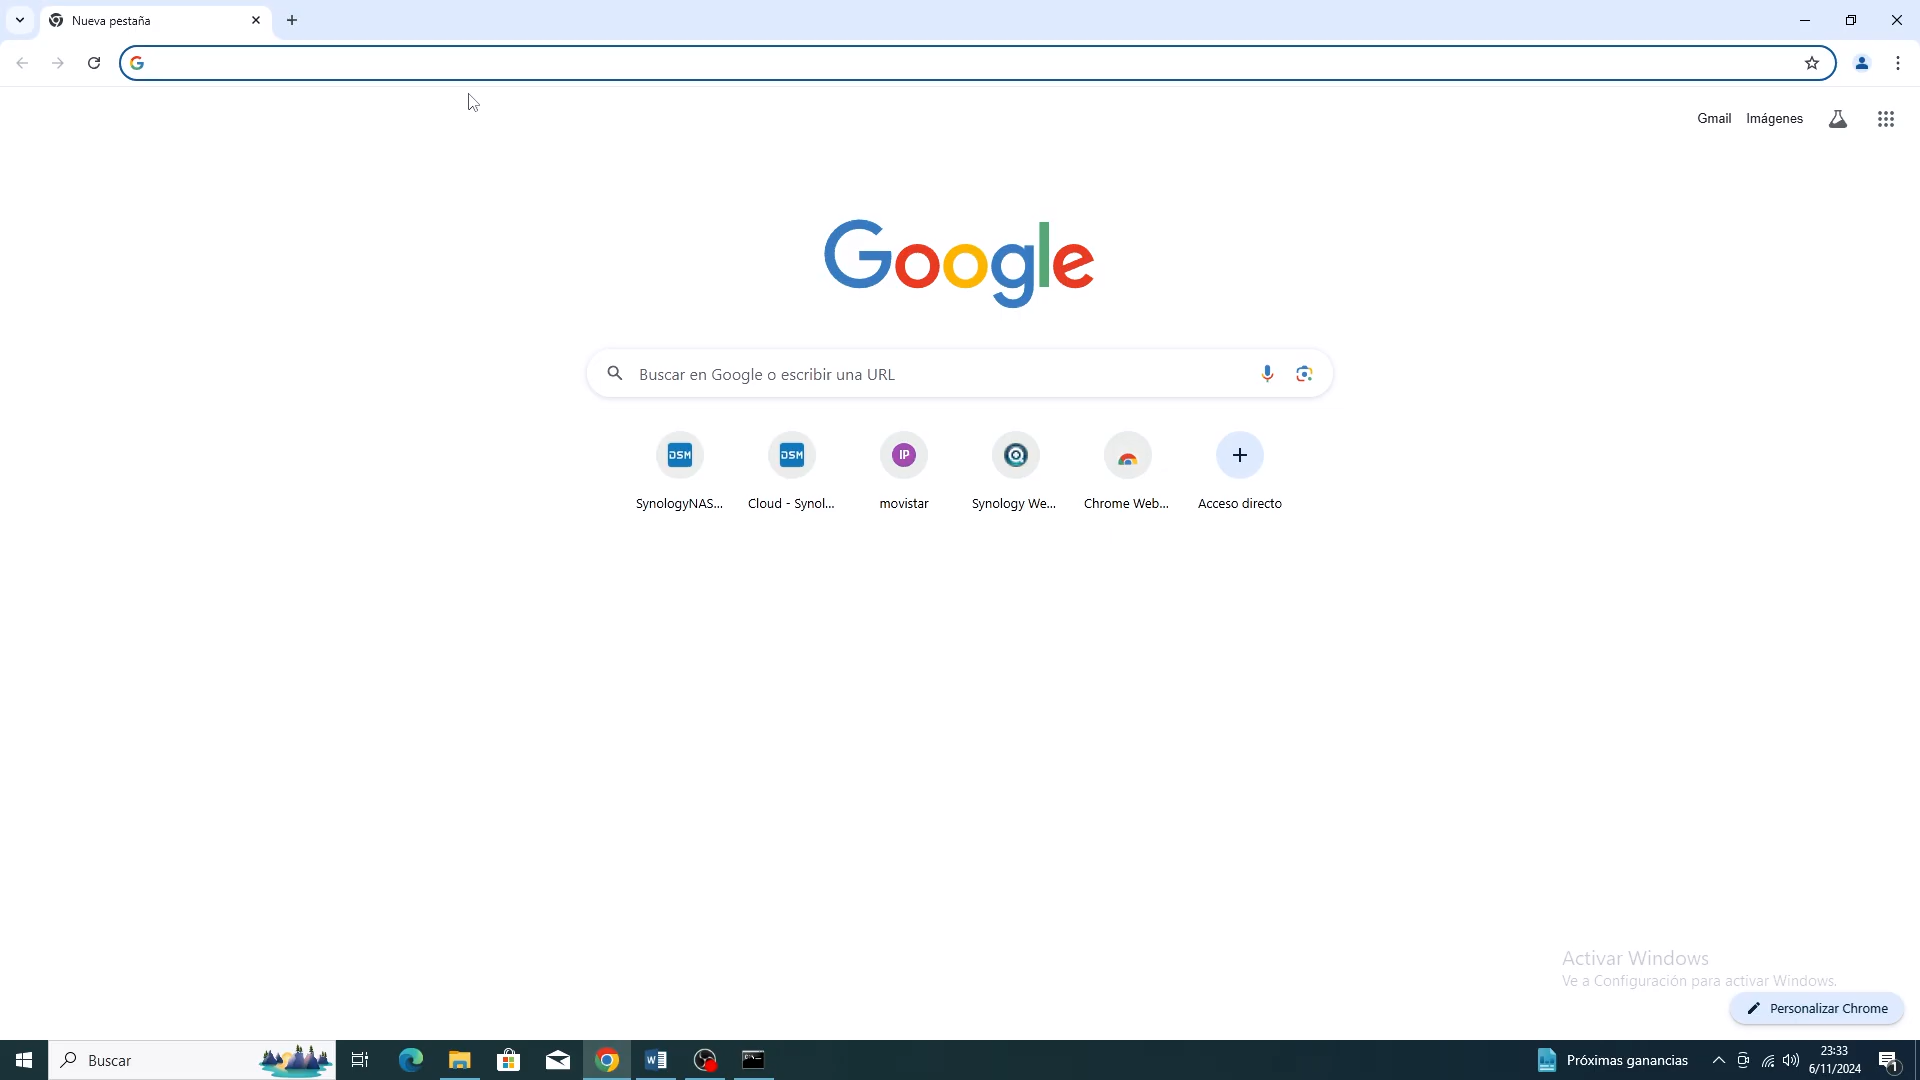 Nueva pestaña
Gmail Imágenes
Google
Buscar en Google o escribir una URL
DSM DSM IP
SynologyNAS... Cloud - Synol... movistar Synology We... Chrome Web... Acceso directo
Activar Windows
Ve a Configuración para activar Windows.
Personalizar Chrome
Buscar
Próximas ganancias
23:33
6/11/2024
1